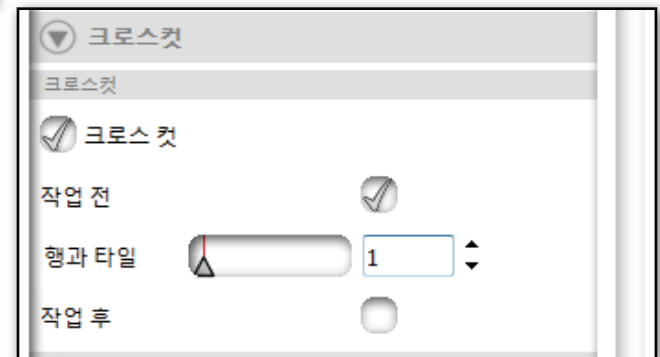 크로스컷
크로스컷
크로스 컷
작업 전
행과 타일 1
작업 후